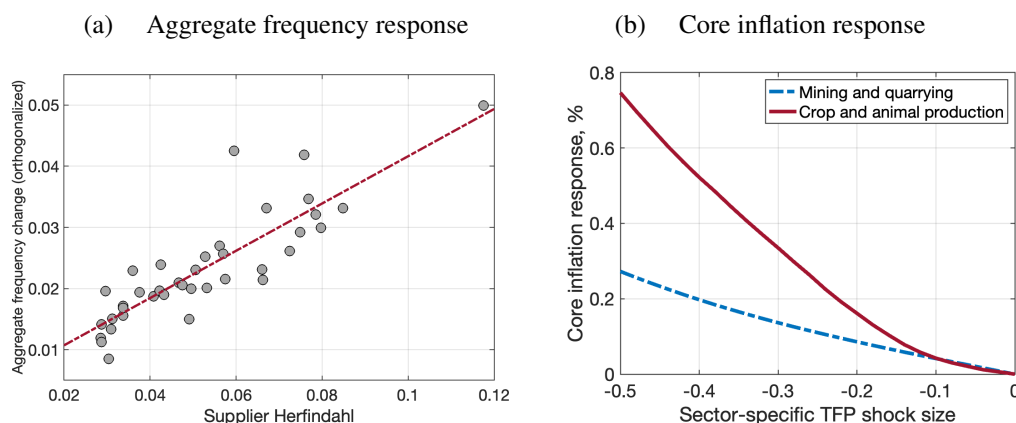 (a) Aggregate frequency response
Aggregate frequency change (orthogonalized)
0.05
0.04
0.03
0.02
0.01
0.02 0.04 0.06 0.08 0.1 0.12
Supplier Herfindahl
(b) Core inflation response
Core inflation response, %
0.8
0.6
0.4
0.2
0
-0.5 -0.4 -0.3 -0.2 -0.1 0
Sector-specific TFP shock size
Mining and quarrying
Crop and animal production